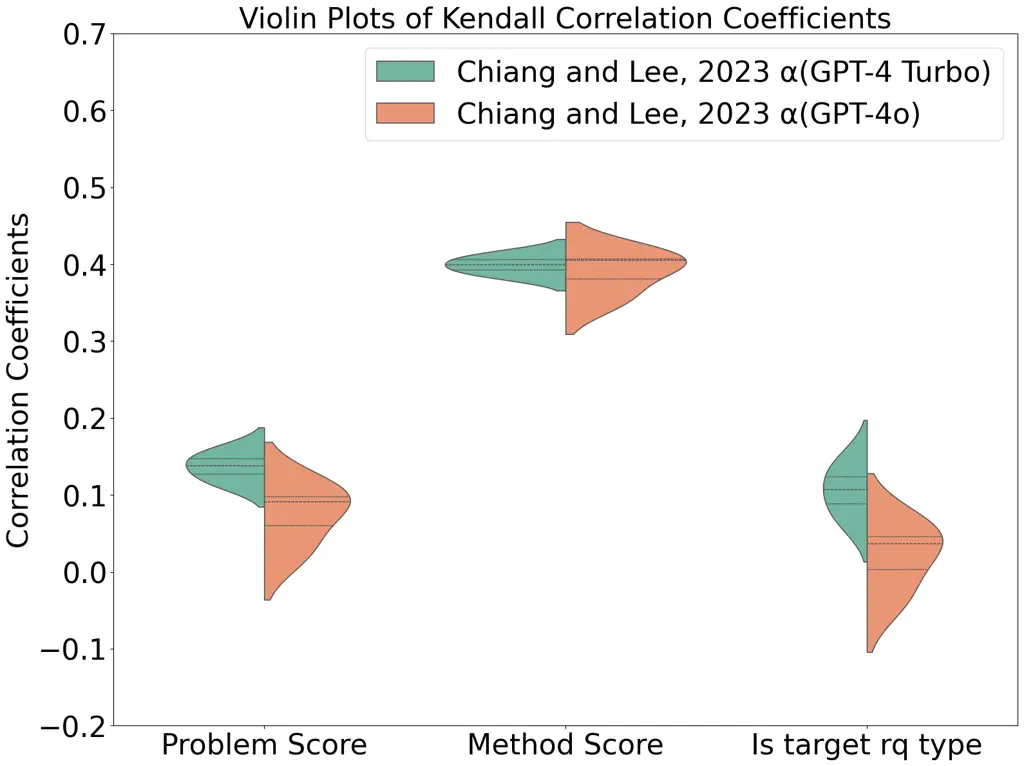 Violin Plots of Kendall Correlation Coefficients
Chiang and Lee, 2023 α(GPT-4 Turbo)
Chiang and Lee, 2023 α(GPT-4o)
Correlation Coefficients
0.7
0.6
0.5
0.4
0.3
0.2
0.1
0.0
−0.1
−0.2
Problem Score
Method Score
Is target rq type